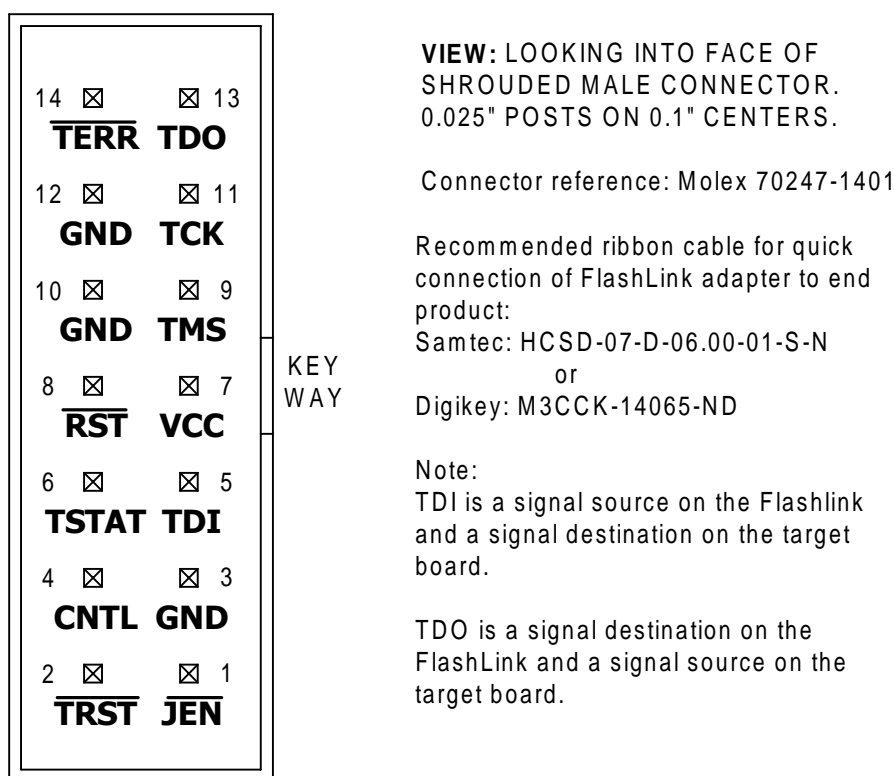 14 13
TERR TDO
12 11
GND TCK
10 9
GND TMS
8 7
RST VCC
6 5
TSTAT TDI
4 3
CNTL GND
2 1
TRST JEN
KEY
WAY
VIEW: LOOKING INTO FACE OF
SHROUDED MALE CONNECTOR.
0.025" POSTS ON 0.1" CENTERS.
Connector reference: Molex 70247-1401
Recommended ribbon cable for quick
connection of FlashLink adapter to end
product:
Samtec: HCSD-07-D-06.00-01-S-N
or
Digikey: M3CCK-14065-ND
Note:
TDI is a signal source on the Flashlink
and a signal destination on the target
board.
TDO is a signal destination on the
FlashLink and a signal source on the
target board.